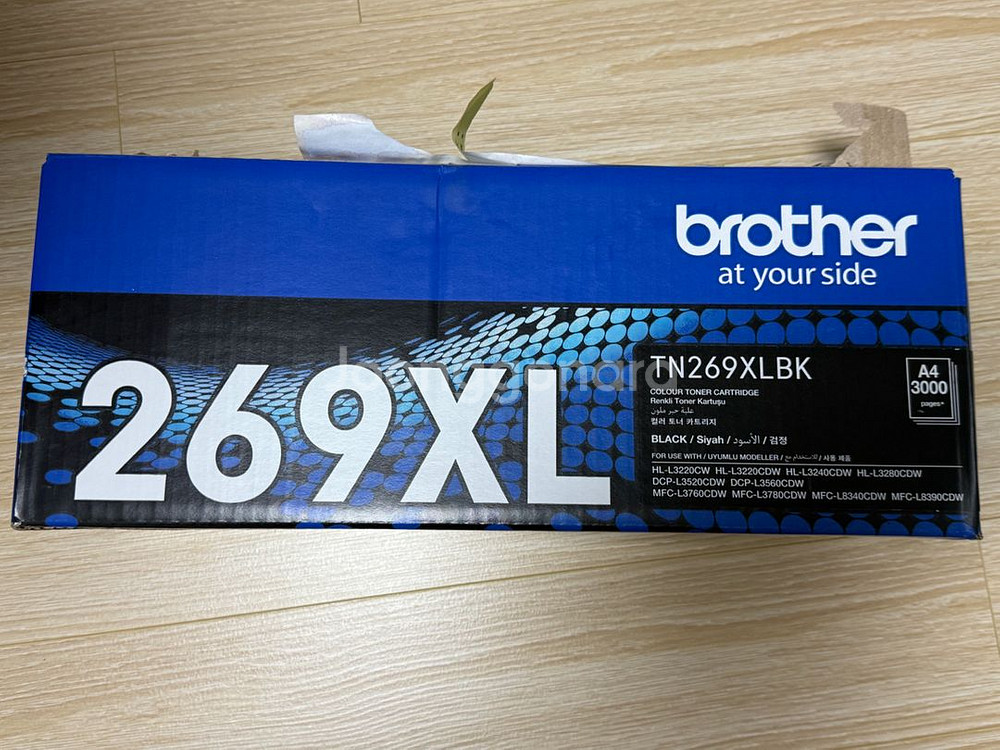 brother
at your side
269XL
TN269XLBK
COLOUR TONER CARTRIDGE
Renkli Toner Kartuşu
علبة حبر ملون
컬러 토너 카트리지
BLACK / Siyah / الأسود / 검정
FOR USE WITH / UYUMLU MODELLER / للاستخدام مع / 사용 제품
HL-L3220CW HL-L3220CDW HL-L3240CDW HL-L3280CDW
DCP-L3520CDW DCP-L3560CDW
MFC-L3760CDW MFC-L3780CDW MFC-L8340CDW MFC-L8390CDW
A4
3000
pages*